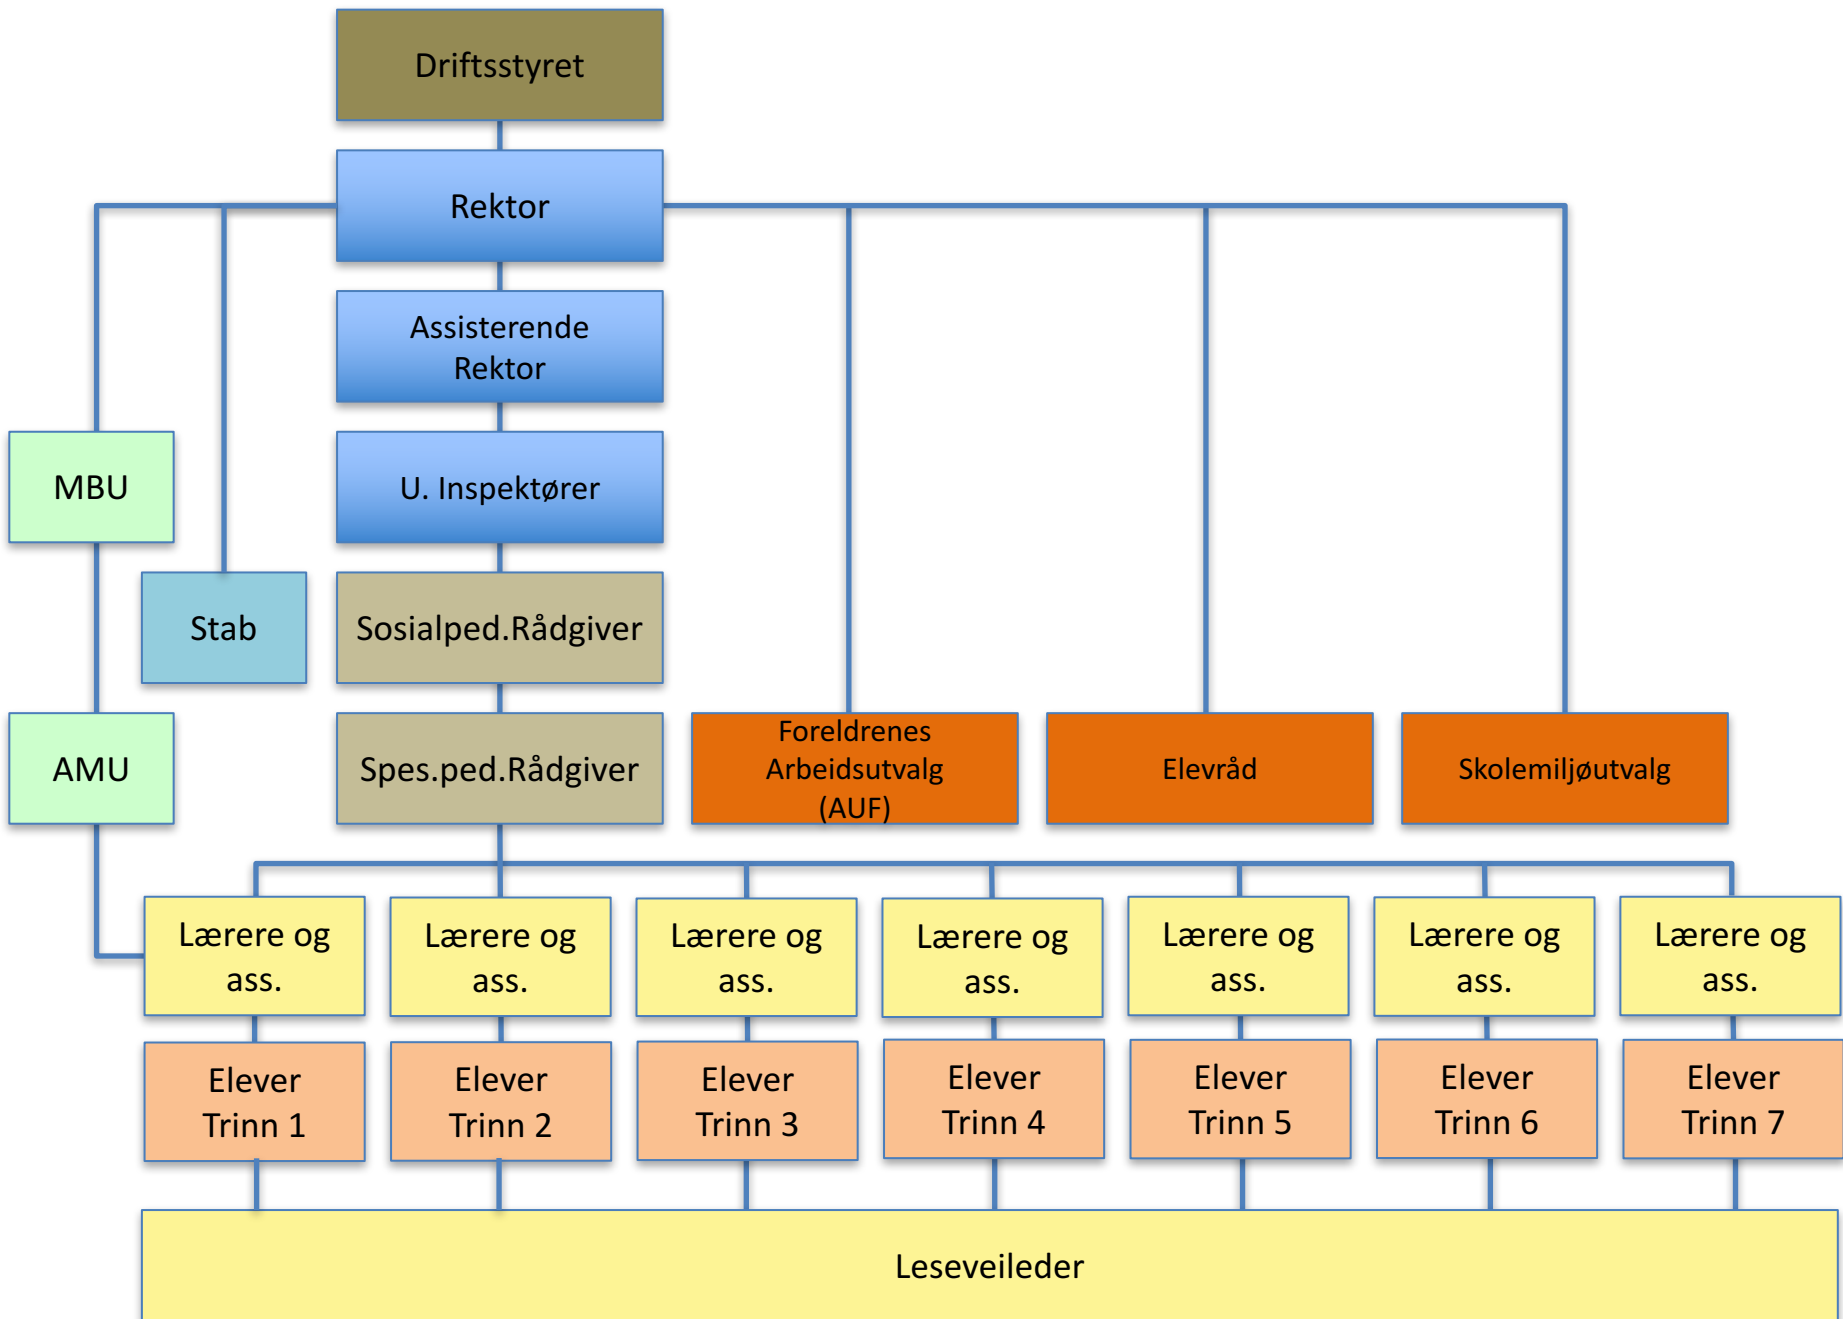 Driftsstyret
Rektor
Assisterende
Rektor
MBU
U. Inspektører
Stab
Sosialped.Rådgiver
AMU
Spes.ped.Rådgiver
Foreldrenes
Arbeidsutvalg
(AUF)
Elevråd
Skolemiljøutvalg
Lærere og
ass.
Lærere og
ass.
Lærere og
ass.
Lærere og
ass.
Lærere og
ass.
Lærere og
ass.
Lærere og
ass.
Elever
Trinn 1
Elever
Trinn 2
Elever
Trinn 3
Elever
Trinn 4
Elever
Trinn 5
Elever
Trinn 6
Elever
Trinn 7
Leseveileder